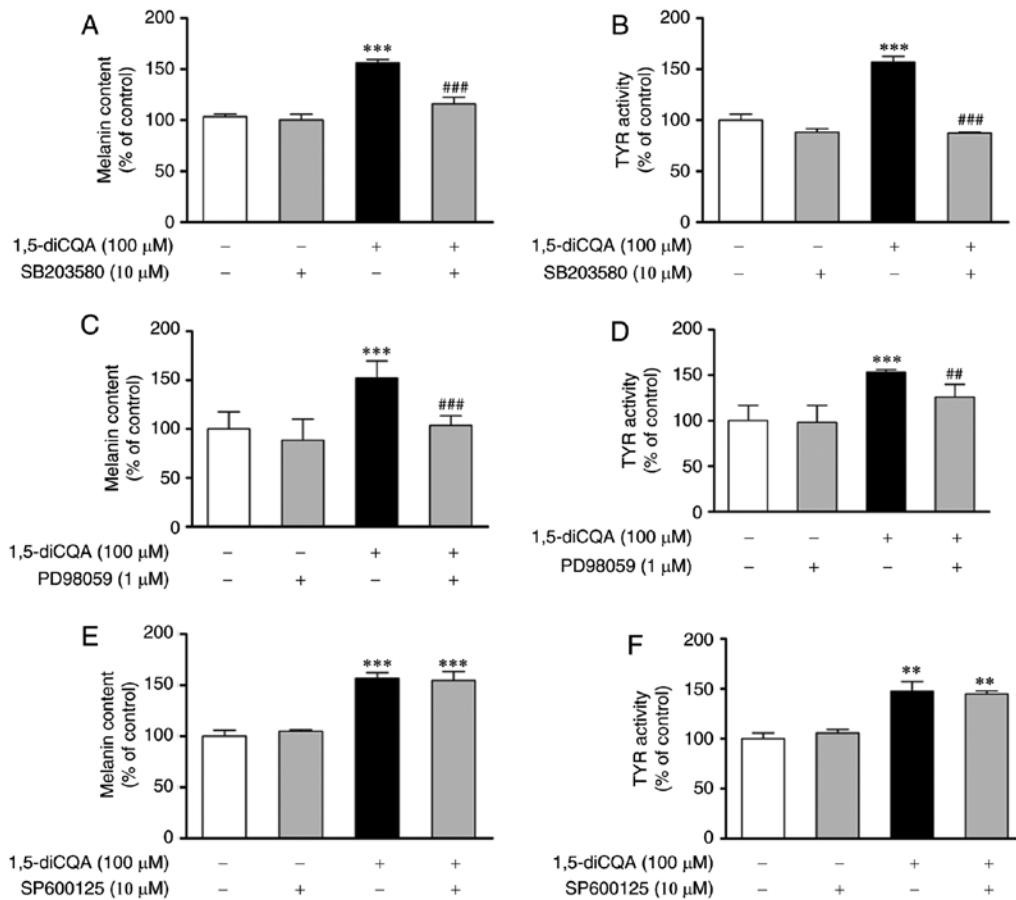 A
Melanin content
(% of control)
200
150
100
50
0
***
###
1,5-diCQA (100 µM) – – + +
SB203580 (10 µM) – + – +
B
TYR activity
(% of control)
200
150
100
50
0
***
###
1,5-diCQA (100 µM) – – + +
SB203580 (10 µM) – + – +
C
Melanin content
(% of control)
200
150
100
50
0
***
###
1,5-diCQA (100 µM) – – + +
PD98059 (1 µM) – + – +
D
TYR activity
(% of control)
200
150
100
50
0
***
##
1,5-diCQA (100 µM) – – + +
PD98059 (1 µM) – + – +
E
Melanin content
(% of control)
200
150
100
50
0
*** ***
1,5-diCQA (100 µM) – – + +
SP600125 (10 µM) – + – +
F
TYR activity
(% of control)
200
150
100
50
0
** **
1,5-diCQA (100 µM) – – + +
SP600125 (10 µM) – + – +